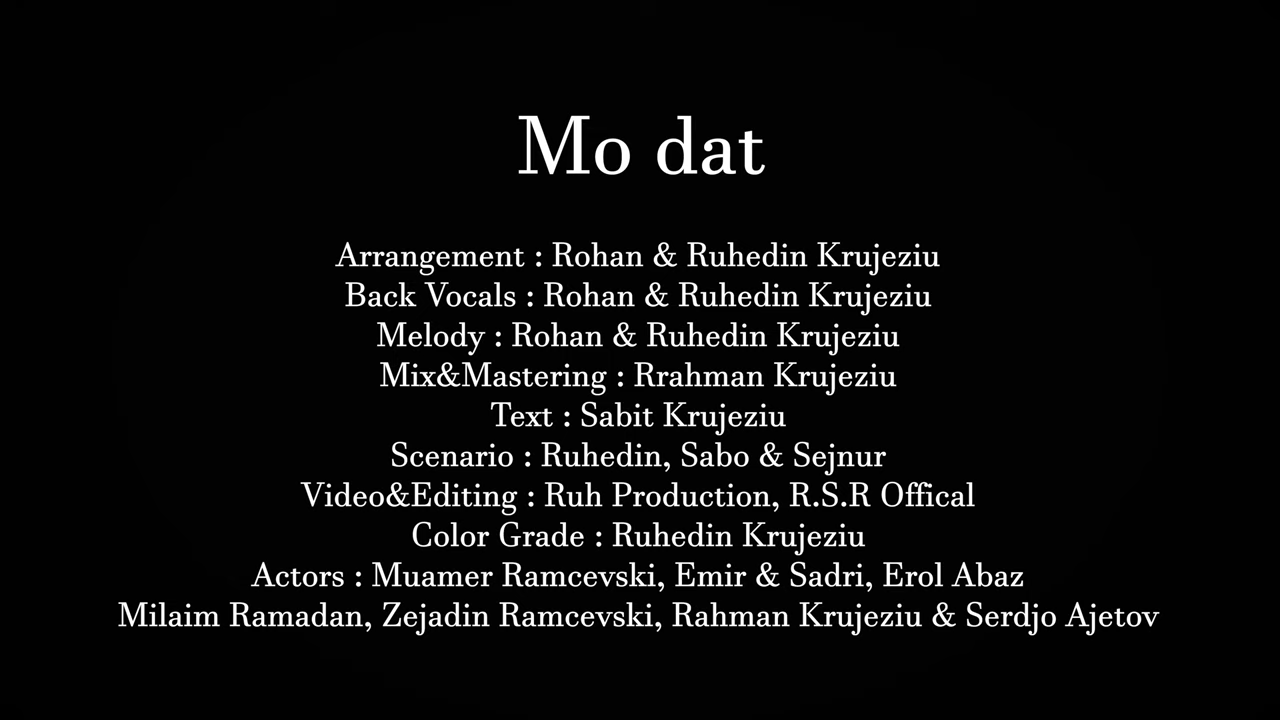 Mo dat
Arrangement : Rohan & Ruhedin Krujeziu
Back Vocals : Rohan & Ruhedin Krujeziu
Melody : Rohan & Ruhedin Krujeziu
Mix&Mastering : Rrahman Krujeziu
Text : Sabit Krujeziu
Scenario : Ruhedin, Sabo & Sejnur
Video&Editing : Ruh Production, R.S.R Offical
Color Grade : Ruhedin Krujeziu
Actors : Muamer Ramcevski, Emir & Sadri, Erol Abaz
Milaim Ramadan, Zejadin Ramcevski, Rahman Krujeziu & Serdjo Ajetov